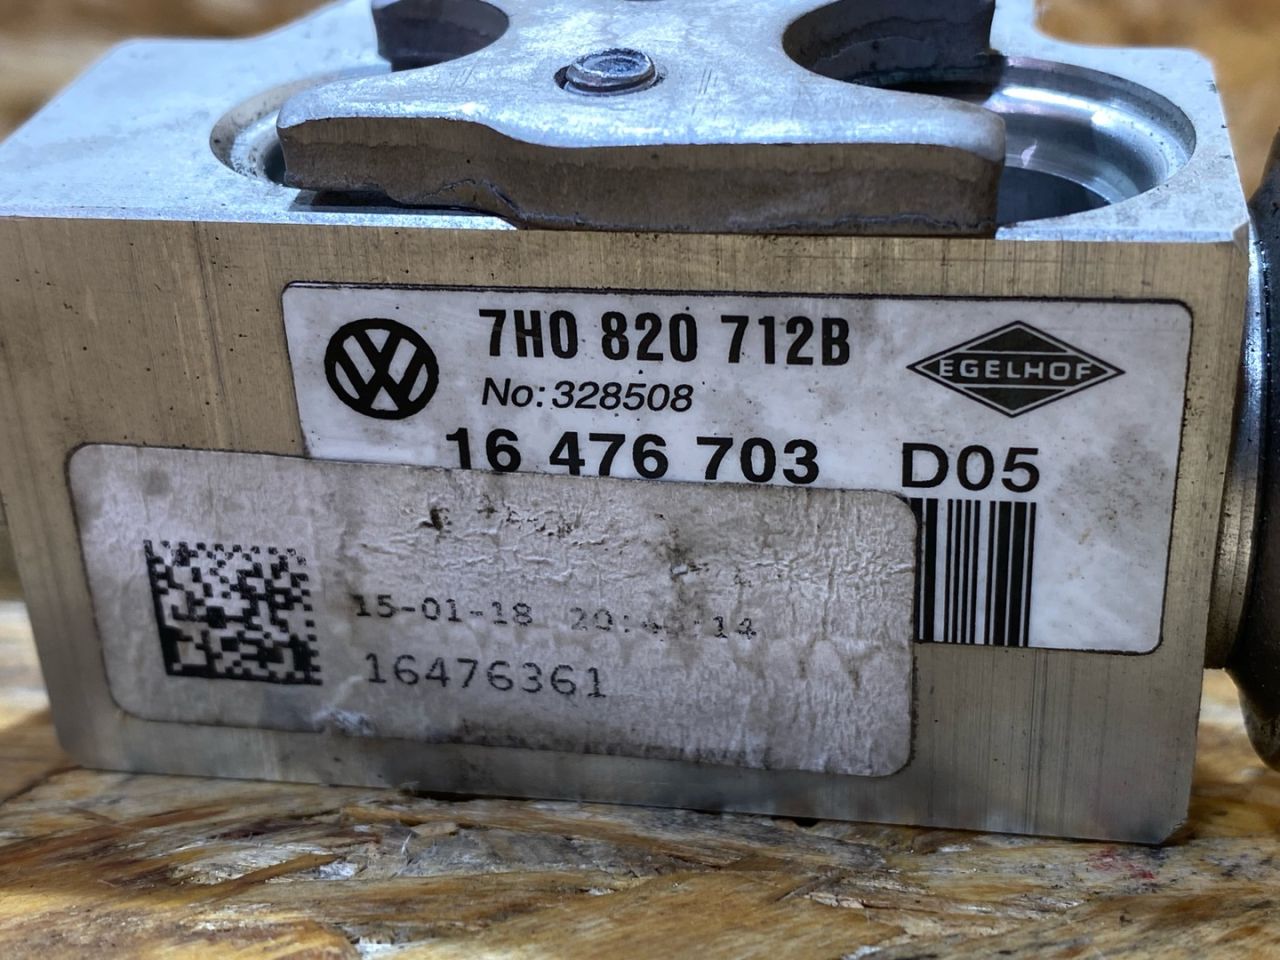 7H0 820 712B
No: 328508
EGELHOF
16 476 703 D05
15-01-18
16476361